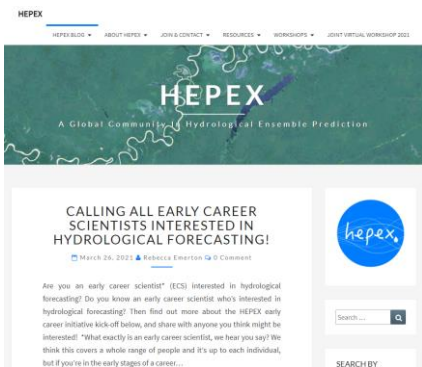 HEPEX
HEPEX BLOG ABOUT HEPEX JOIN & CONTACT RESOURCES WORKSHOPS JOINT VIRTUAL WORKSHOP 2021
HEPEX
A Global Community in Hydrological Ensemble Prediction
CALLING ALL EARLY CAREER
SCIENTISTS INTERESTED IN
HYDROLOGICAL FORECASTING!
March 26, 2021 Rebecca Emerton 0 Comment
Are you an early career scientist* (ECS) interested in hydrological
forecasting? Do you know an early career scientist who's interested in
hydrological forecasting? Then find out more about the HEPEX early
career initiative kick-off below, and share with anyone you think might be
interested! *What exactly is an early career scientist, we hear you say? We
think this covers a whole range of people and it's up to each individual,
but if you're in the early stages of a career…
hepex
Search …
SEARCH BY